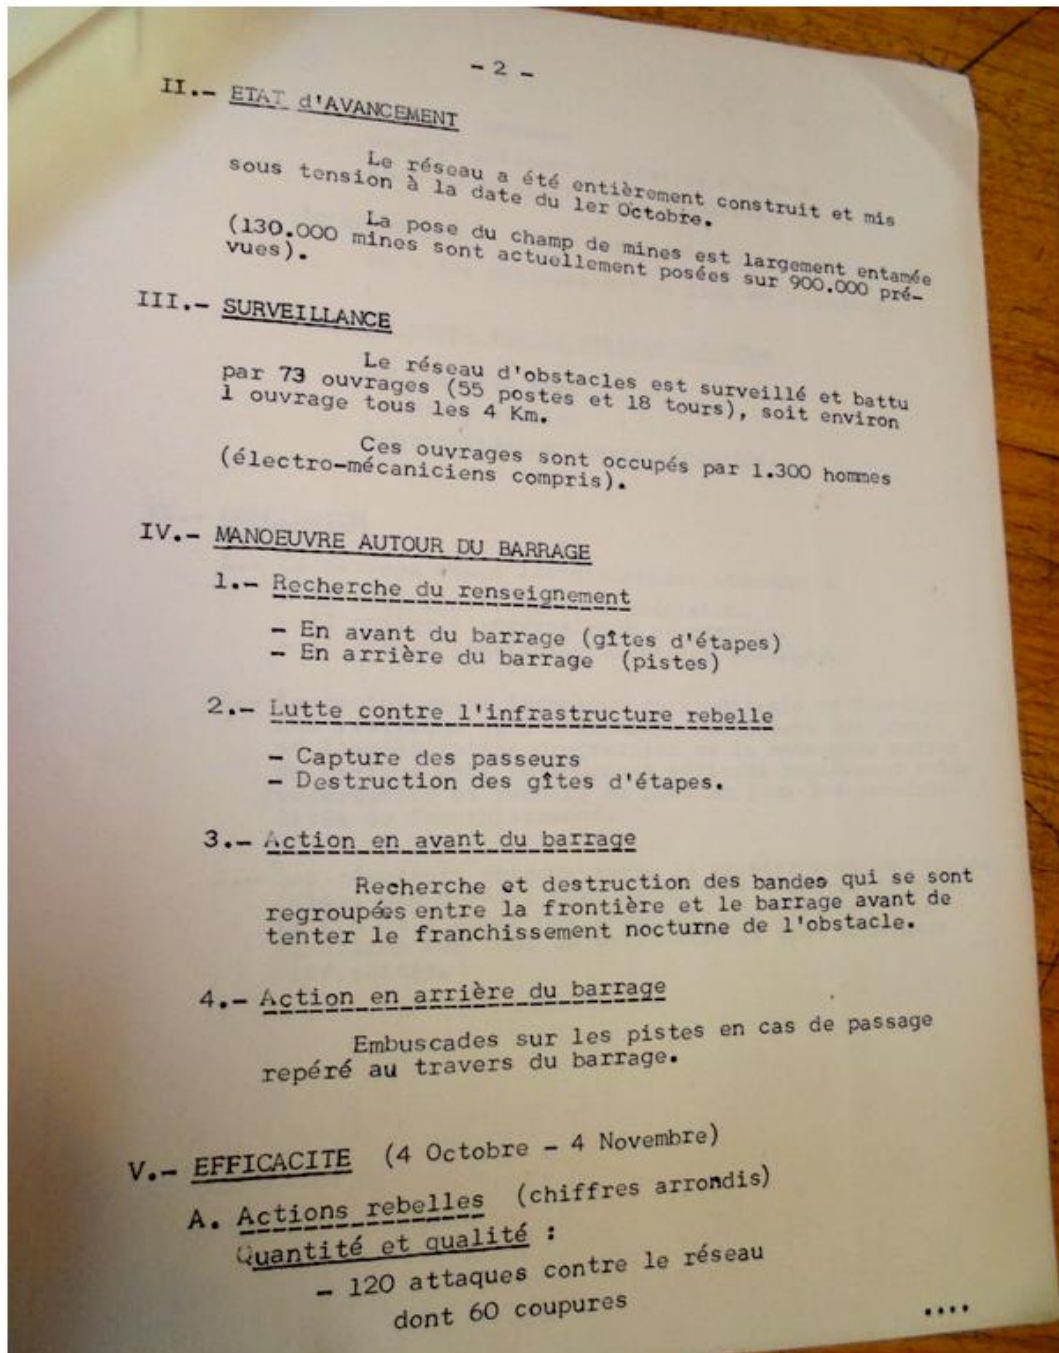 - 2 -
II.- ETAT d'AVANCEMENT
Le réseau a été entièrement construit et mis
sous tension à la date du 1er Octobre.
La pose du champ de mines est largement entamée
(130.000 mines sont actuellement posées sur 900.000 pré-
vues).
III.- SURVEILLANCE
Le réseau d'obstacles est surveillé et battu
par 73 ouvrages (55 postes et 18 tours), soit environ
1 ouvrage tous les 4 Km.
Ces ouvrages sont occupés par 1.300 hommes
(électro-mécaniciens compris).
IV.- MANOEUVRE AUTOUR DU BARRAGE
1.- Recherche du renseignement
- En avant du barrage (gîtes d'étapes)
- En arrière du barrage (pistes)
2.- Lutte contre l'infrastructure rebelle
- Capture des passeurs
- Destruction des gîtes d'étapes.
3.- Action en avant du barrage
Recherche et destruction des bandes qui se sont
regroupées entre la frontière et le barrage avant de
tenter le franchissement nocturne de l'obstacle.
4.- Action en arrière du barrage
Embuscades sur les pistes en cas de passage
repéré au travers du barrage.
V.- EFFICACITE (4 Octobre - 4 Novembre)
A. Actions rebelles (chiffres arrondis)
Quantité et qualité :
- 120 attaques contre le réseau
dont 60 coupures
....